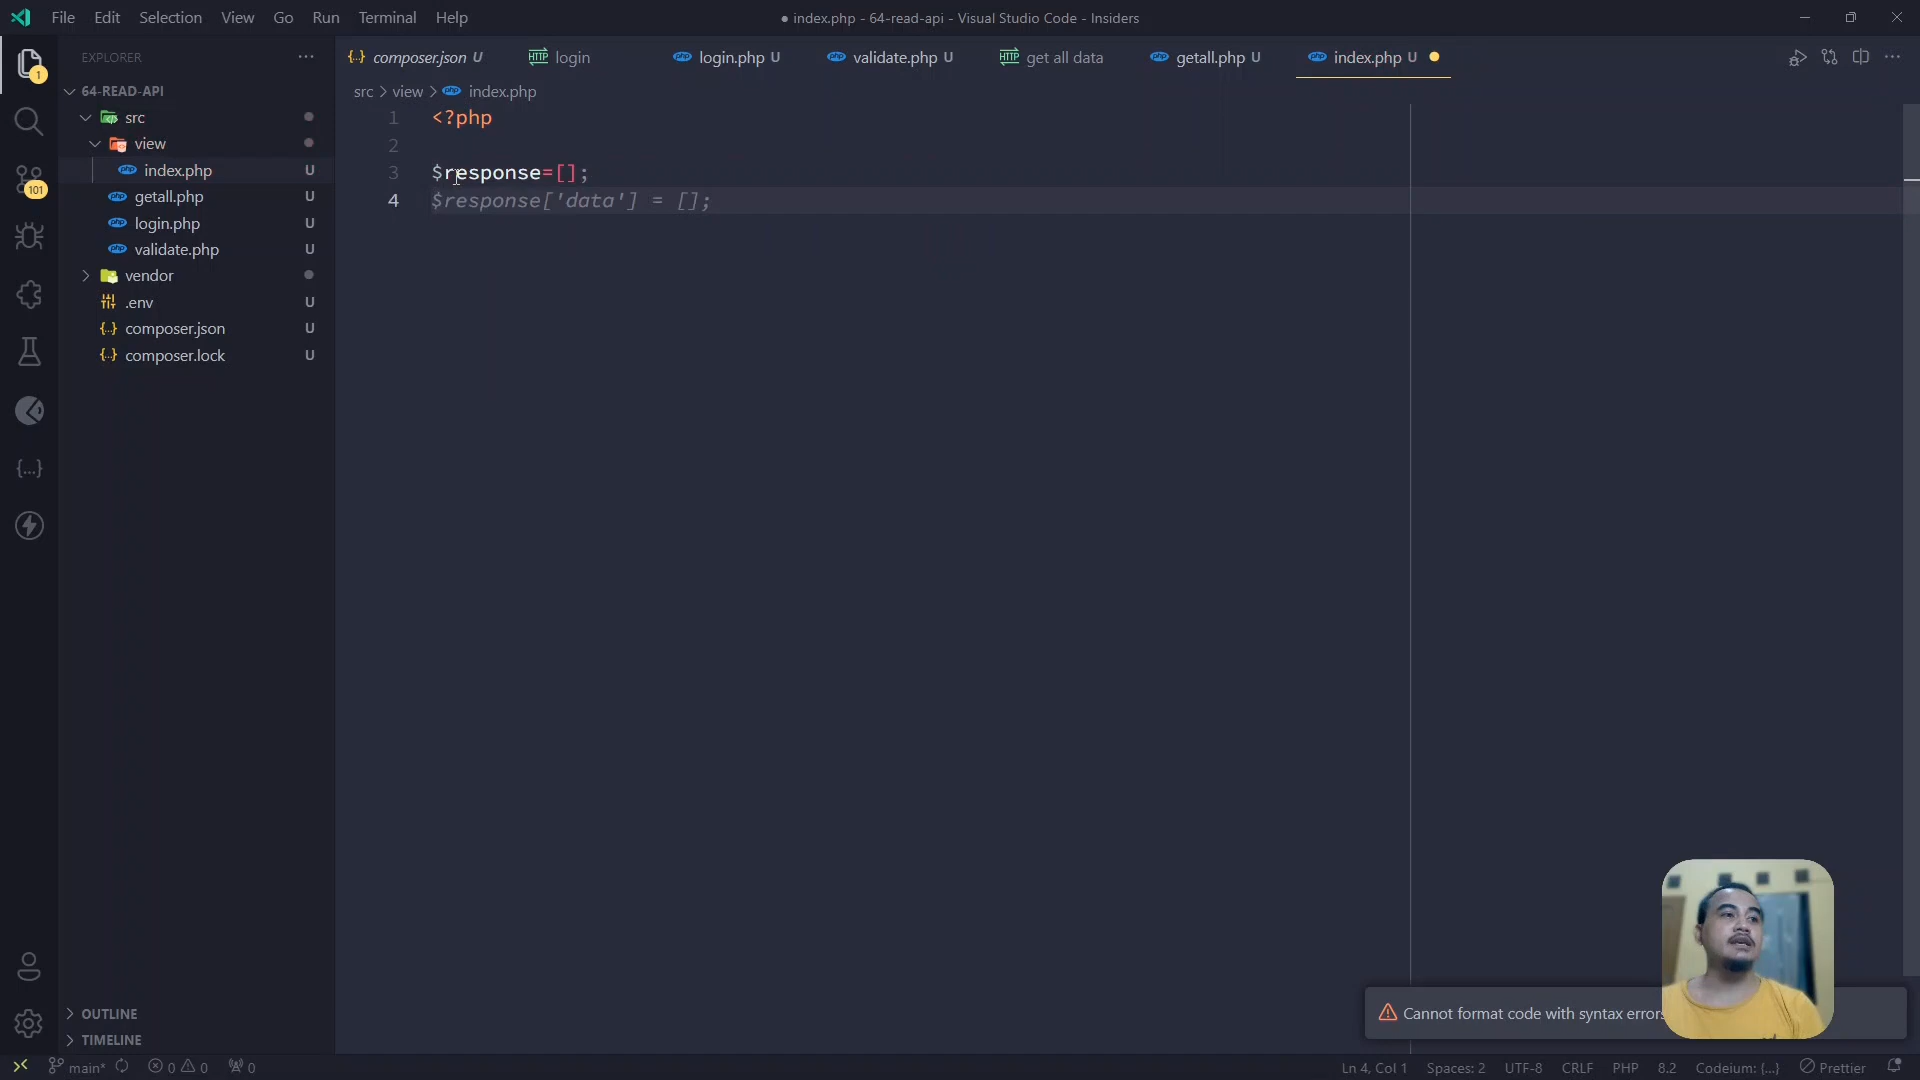 File Edit Selection View Go Run Terminal Help
● index.php - 64-read-api - Visual Studio Code - Insiders
EXPLORER
composer.json U
login
login.php U
validate.php U
get all data
getall.php U
index.php U
64-READ-API
src > view > index.php
src
view
index.php U
getall.php U
login.php U
validate.php U
vendor
.env U
composer.json U
composer.lock U
1
101
1 <?php
2
3 $response=[];
4 $response['data'] = [];
OUTLINE
TIMELINE
Cannot format code with syntax errors
main* 0 0 0
Ln 4, Col 1 Spaces: 2 UTF-8 CRLF PHP 8.2 Codeium: {...} Prettier